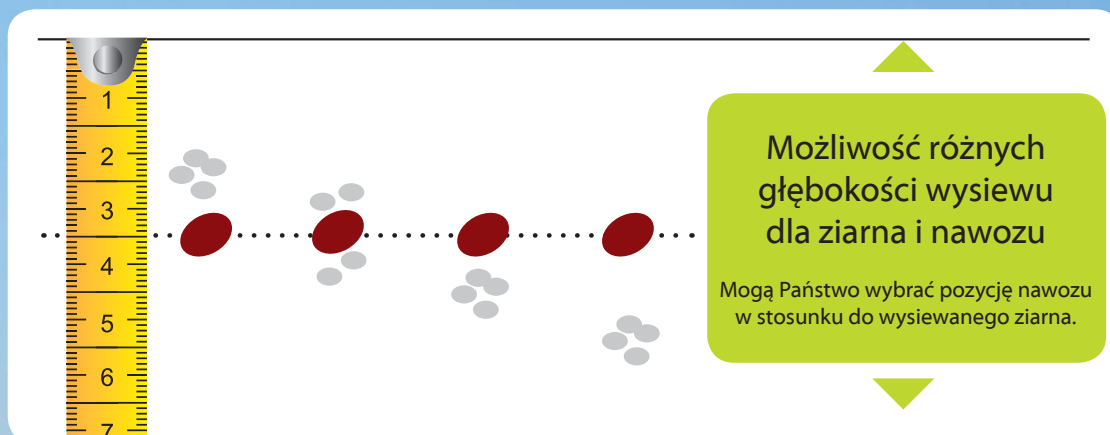 1
2
3
4
5
6
7
Możliwość różnych
głębokości wysiewu
dla ziarna i nawozu
Mogą Państwo wybrać pozycję nawozu
w stosunku do wysiewanego ziarna.